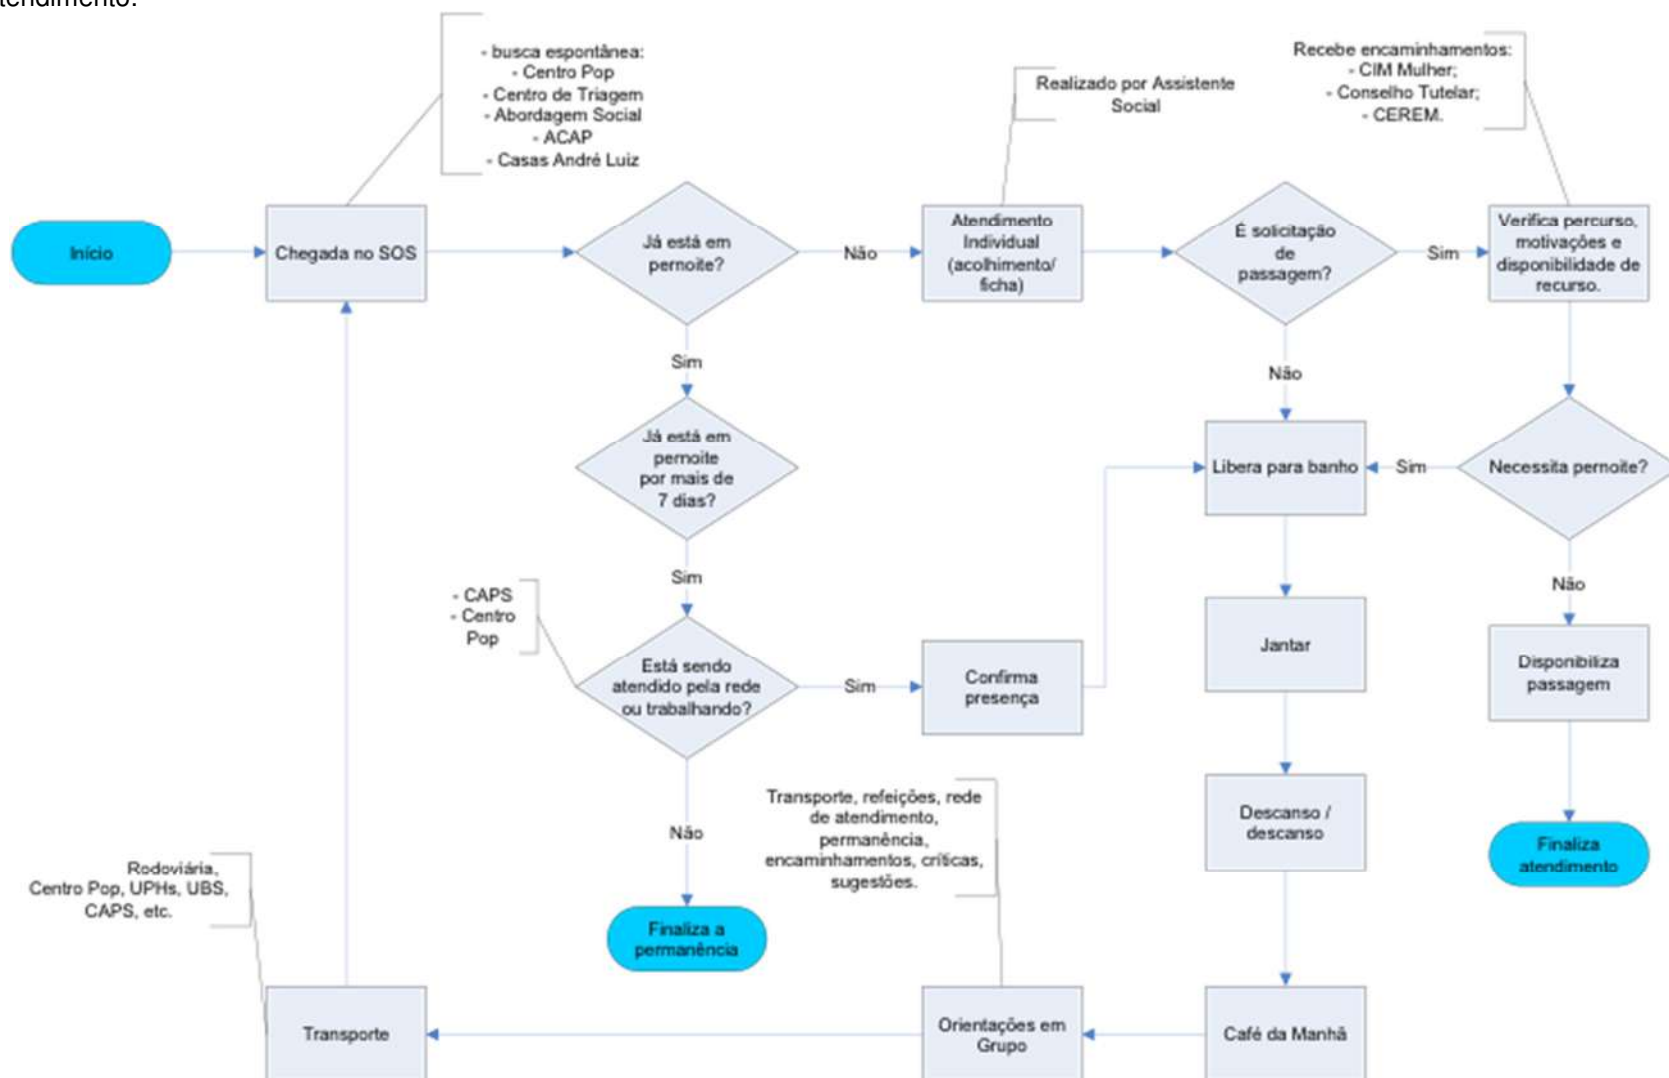 atendimento.
- busca espontânea:
- Centro Pop
- Centro de Triagem
- Abordagem Social
- ACAP
- Casas André Luiz
Realizado por Assistente
Social
Recebe encaminhamentos:
- CIM Mulher;
- Conselho Tutelar;
- CEREM.
Início
Chegada no SOS
Já está em
pernoite?
Não
Atendimento
Individual
(acolhimento/
ficha)
É solicitação
de
passagem?
Sim
Verifica percurso,
motivações e
disponibilidade de
recurso.
Sim
Não
Já está em
pernoite
por mais de
7 dias?
Libera para banho
Sim
Necessita pernoite?
Sim
Não
- CAPS
- Centro
Pop
Está sendo
atendido pela rede
ou trabalhando?
Sim
Confirma
presença
Jantar
Disponibiliza
passagem
Não
Transporte, refeições, rede
de atendimento,
permanência,
encaminhamentos, críticas,
sugestões.
Descanso /
descanso
Finaliza
atendimento
Rodoviária,
Centro Pop, UPHs, UBS,
CAPS, etc.
Finaliza a
permanência
Transporte
Orientações em
Grupo
Café da Manhã